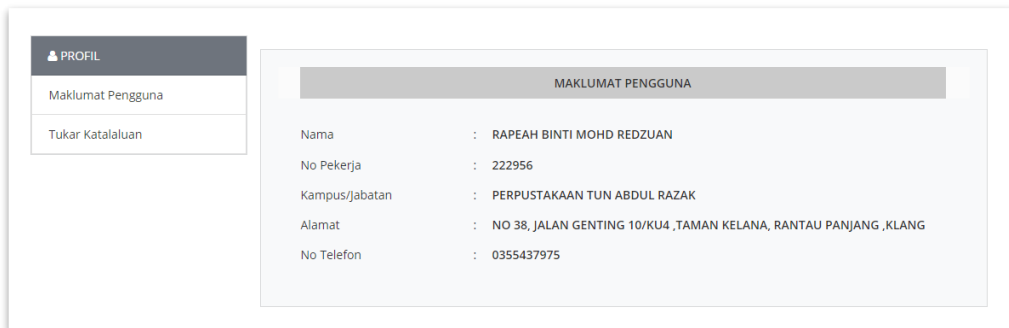 PROFIL
Maklumat Pengguna
Tukar Katalaluan
MAKLUMAT PENGGUNA
Nama : RAPEAH BINTI MOHD REDZUAN
No Pekerja : 222956
Kampus/Jabatan : PERPUSTAKAAN TUN ABDUL RAZAK
Alamat : NO 38, JALAN GENTING 10/KU4 ,TAMAN KELANA, RANTAU PANJANG ,KLANG
No Telefon : 0355437975